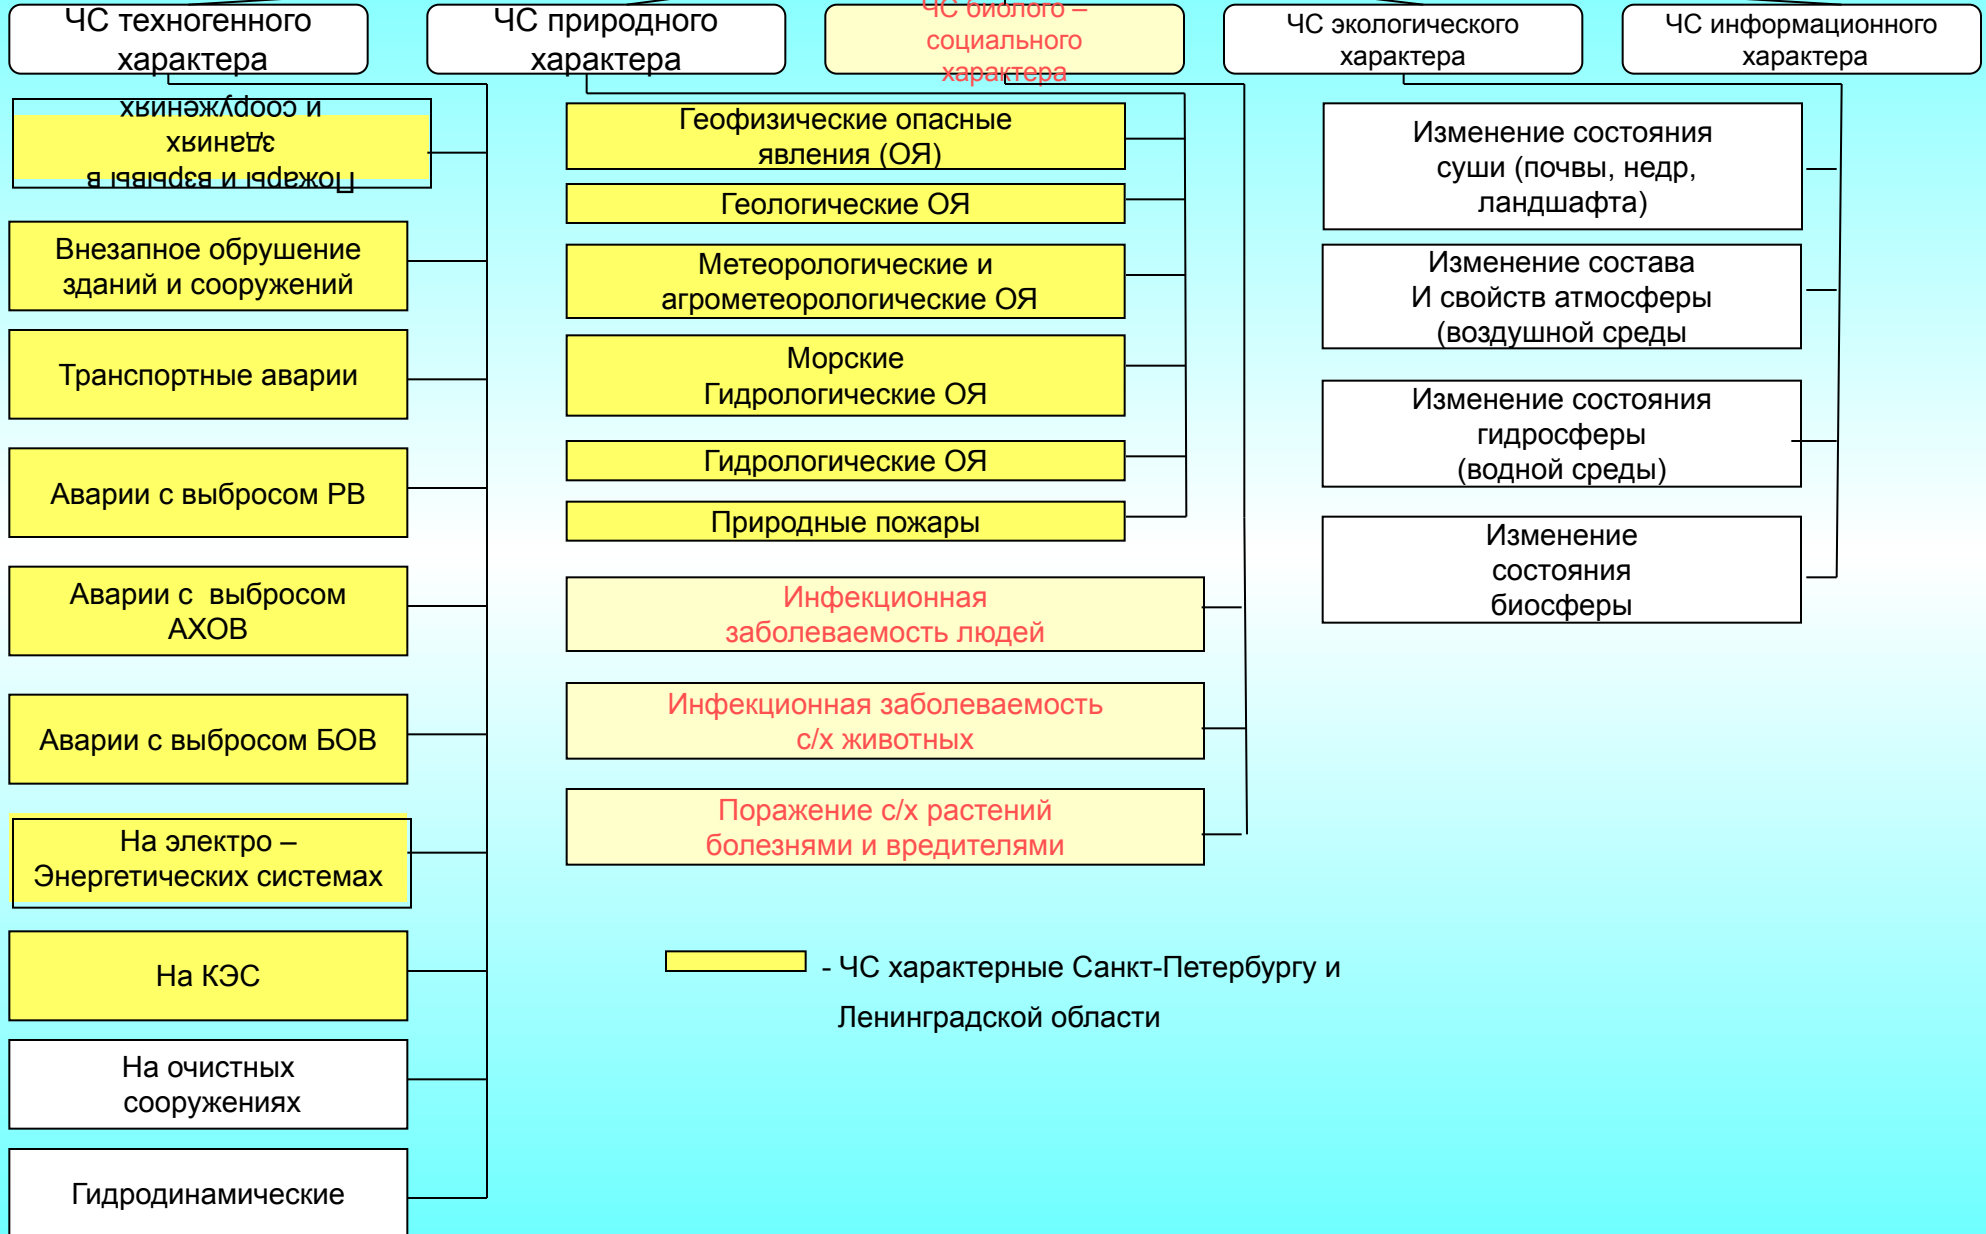 ЧС техногенного
характера
ЧС природного
характера
ЧС биолого –
социального
характера
ЧС экологического
характера
ЧС информационного
характера
Пожары и взрывы в
зданиях
и сооружениях
Внезапное обрушение
зданий и сооружений
Транспортные аварии
Аварии с выбросом РВ
Аварии с выбросом
АХОВ
Аварии с выбросом БОВ
На электро –
Энергетических системах
На КЭС
На очистных
сооружениях
Гидродинамические
Геофизические опасные
явления (ОЯ)
Геологические ОЯ
Метеорологические и
агрометеорологические ОЯ
Морские
Гидрологические ОЯ
Гидрологические ОЯ
Природные пожары
Инфекционная
заболеваемость людей
Инфекционная заболеваемость
с/х животных
Поражение с/х растений
болезнями и вредителями
Изменение состояния
суши (почвы, недр,
ландшафта)
Изменение состава
И свойств атмосферы
(воздушной среды
Изменение состояния
гидросферы
(водной среды)
Изменение
состояния
биосферы
- ЧС характерные Санкт-Петербургу и
Ленинградской области